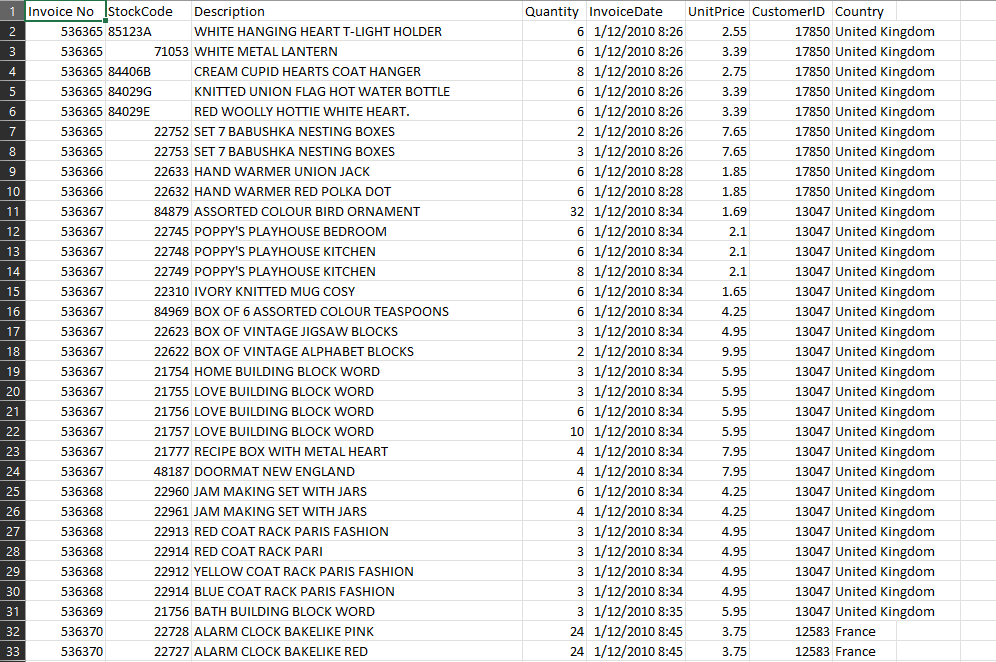 1 Invoice No StockCode Description Quantity InvoiceDate UnitPrice CustomerID Country
2 536365 85123A WHITE HANGING HEART T-LIGHT HOLDER 6 1/12/2010 8:26 2.55 17850 United Kingdom
3 536365 71053 WHITE METAL LANTERN 6 1/12/2010 8:26 3.39 17850 United Kingdom
4 536365 84406B CREAM CUPID HEARTS COAT HANGER 8 1/12/2010 8:26 2.75 17850 United Kingdom
5 536365 84029G KNITTED UNION FLAG HOT WATER BOTTLE 6 1/12/2010 8:26 3.39 17850 United Kingdom
6 536365 84029E RED WOOLLY HOTTIE WHITE HEART. 6 1/12/2010 8:26 3.39 17850 United Kingdom
7 536365 22752 SET 7 BABUSHKA NESTING BOXES 2 1/12/2010 8:26 7.65 17850 United Kingdom
8 536365 22753 SET 7 BABUSHKA NESTING BOXES 3 1/12/2010 8:26 7.65 17850 United Kingdom
9 536366 22633 HAND WARMER UNION JACK 6 1/12/2010 8:28 1.85 17850 United Kingdom
10 536366 22632 HAND WARMER RED POLKA DOT 6 1/12/2010 8:28 1.85 17850 United Kingdom
11 536367 84879 ASSORTED COLOUR BIRD ORNAMENT 32 1/12/2010 8:34 1.69 13047 United Kingdom
12 536367 22745 POPPY'S PLAYHOUSE BEDROOM 6 1/12/2010 8:34 2.1 13047 United Kingdom
13 536367 22748 POPPY'S PLAYHOUSE KITCHEN 6 1/12/2010 8:34 2.1 13047 United Kingdom
14 536367 22749 POPPY'S PLAYHOUSE KITCHEN 8 1/12/2010 8:34 2.1 13047 United Kingdom
15 536367 22310 IVORY KNITTED MUG COSY 6 1/12/2010 8:34 1.65 13047 United Kingdom
16 536367 84969 BOX OF 6 ASSORTED COLOUR TEASPOONS 6 1/12/2010 8:34 4.25 13047 United Kingdom
17 536367 22623 BOX OF VINTAGE JIGSAW BLOCKS 3 1/12/2010 8:34 4.95 13047 United Kingdom
18 536367 22622 BOX OF VINTAGE ALPHABET BLOCKS 2 1/12/2010 8:34 9.95 13047 United Kingdom
19 536367 21754 HOME BUILDING BLOCK WORD 3 1/12/2010 8:34 5.95 13047 United Kingdom
20 536367 21755 LOVE BUILDING BLOCK WORD 3 1/12/2010 8:34 5.95 13047 United Kingdom
21 536367 21756 LOVE BUILDING BLOCK WORD 6 1/12/2010 8:34 5.95 13047 United Kingdom
22 536367 21757 LOVE BUILDING BLOCK WORD 10 1/12/2010 8:34 5.95 13047 United Kingdom
23 536367 21777 RECIPE BOX WITH METAL HEART 4 1/12/2010 8:34 7.95 13047 United Kingdom
24 536367 48187 DOORMAT NEW ENGLAND 4 1/12/2010 8:34 7.95 13047 United Kingdom
25 536368 22960 JAM MAKING SET WITH JARS 6 1/12/2010 8:34 4.25 13047 United Kingdom
26 536368 22961 JAM MAKING SET WITH JARS 4 1/12/2010 8:34 4.25 13047 United Kingdom
27 536368 22913 RED COAT RACK PARIS FASHION 3 1/12/2010 8:34 4.95 13047 United Kingdom
28 536368 22914 RED COAT RACK PARI 3 1/12/2010 8:34 4.95 13047 United Kingdom
29 536368 22912 YELLOW COAT RACK PARIS FASHION 3 1/12/2010 8:34 4.95 13047 United Kingdom
30 536368 22914 BLUE COAT RACK PARIS FASHION 3 1/12/2010 8:34 4.95 13047 United Kingdom
31 536369 21756 BATH BUILDING BLOCK WORD 3 1/12/2010 8:35 5.95 13047 United Kingdom
32 536370 22728 ALARM CLOCK BAKELIKE PINK 24 1/12/2010 8:45 3.75 12583 France
33 536370 22727 ALARM CLOCK BAKELIKE RED 24 1/12/2010 8:45 3.75 12583 France